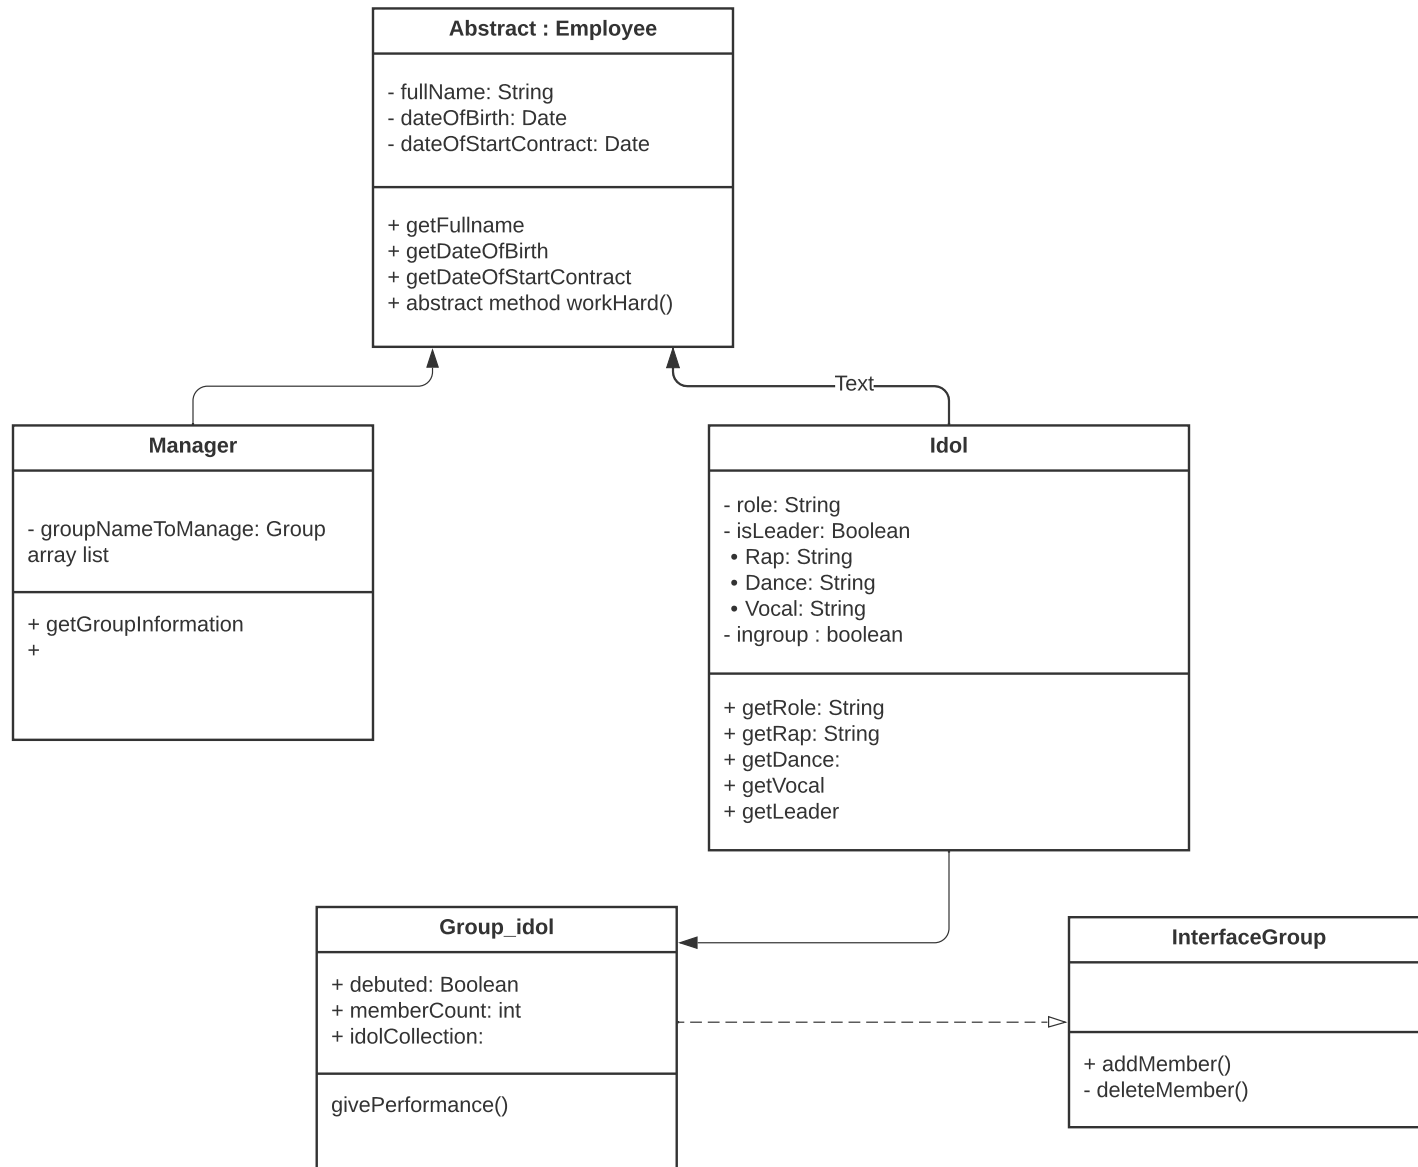 Abstract : Employee
- fullName: String
- dateOfBirth: Date
- dateOfStartContract: Date
+ getFullname
+ getDateOfBirth
+ getDateOfStartContract
+ abstract method workHard()
Text
Manager
- groupNameToManage: Group
array list
+ getGroupInformation
+
Idol
- role: String
- isLeader: Boolean
• Rap: String
• Dance: String
• Vocal: String
- ingroup : boolean
+ getRole: String
+ getRap: String
+ getDance:
+ getVocal
+ getLeader
Group_idol
+ debuted: Boolean
+ memberCount: int
+ idolCollection:
givePerformance()
InterfaceGroup
+ addMember()
- deleteMember()